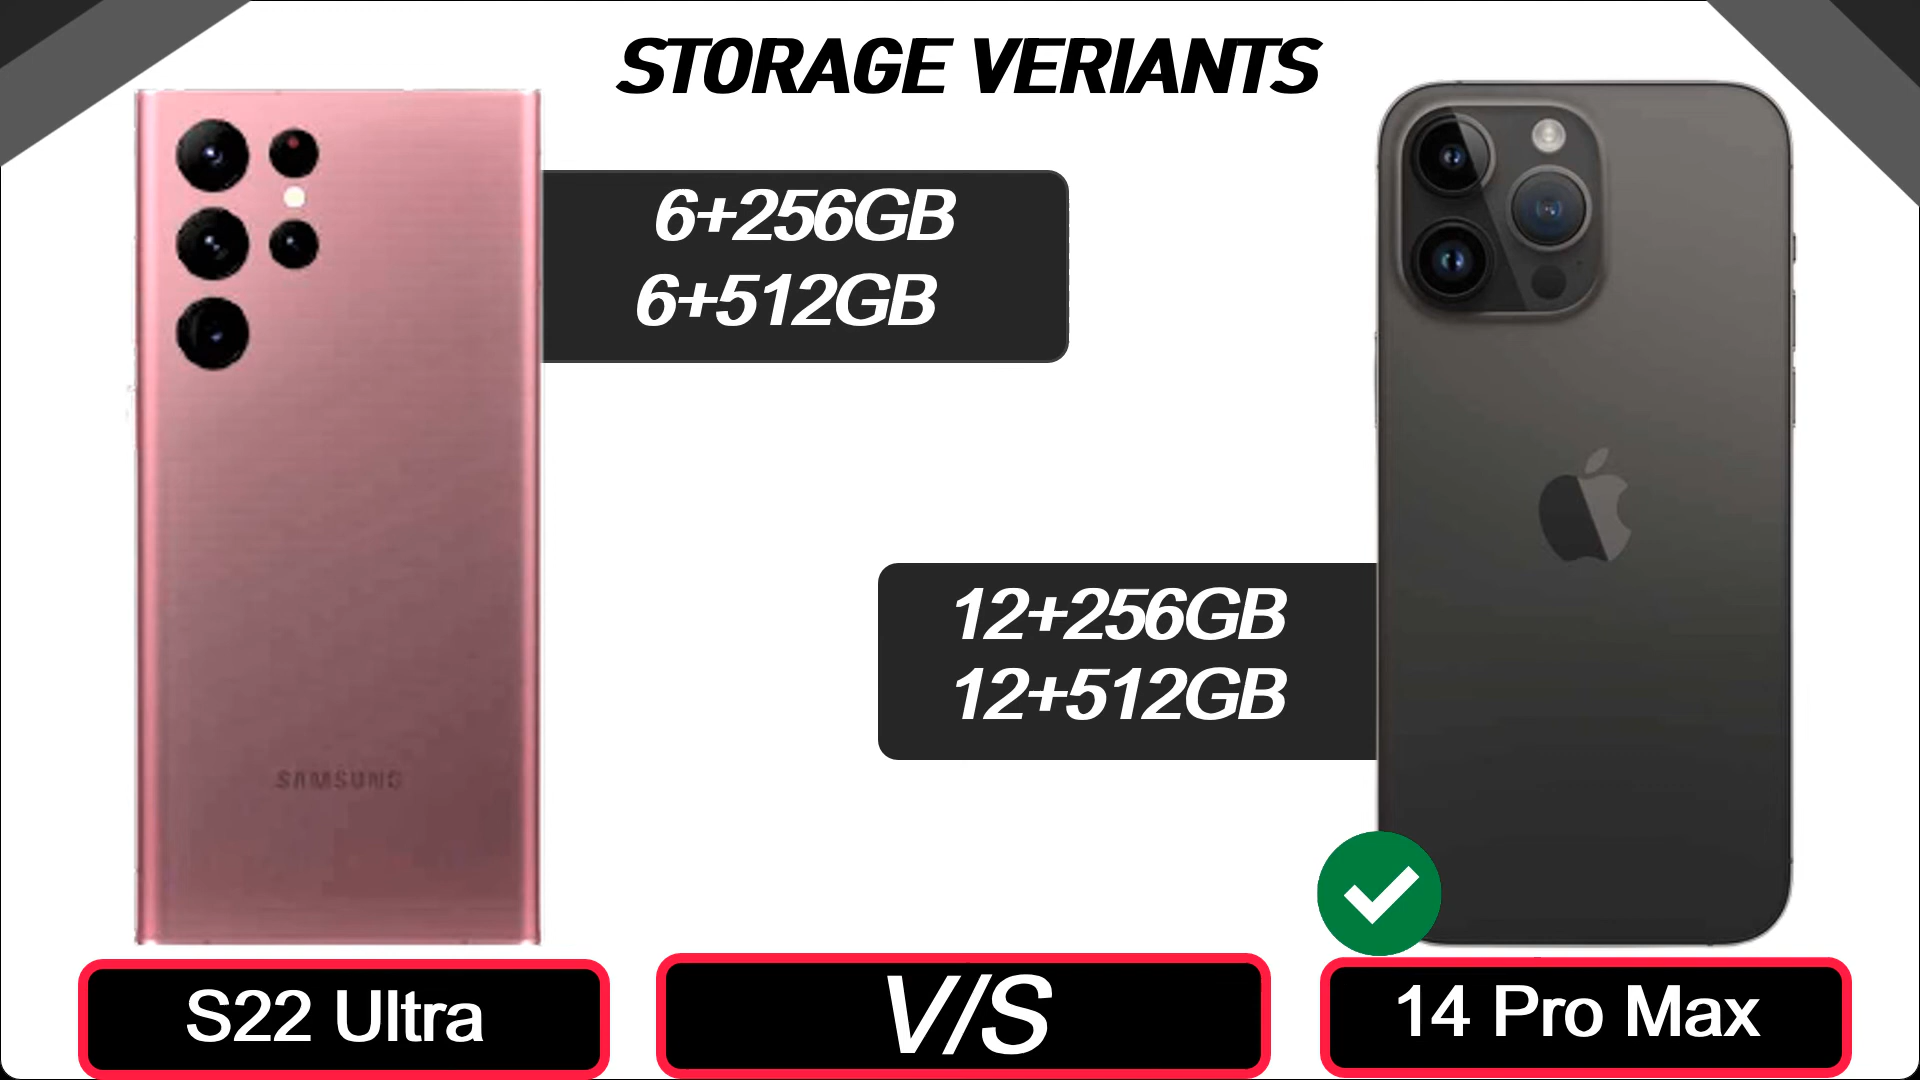 STORAGE VERIANTS
6+256GB
6+512GB
12+256GB
12+512GB
SAMSUNG
S22 Ultra
V/S
14 Pro Max